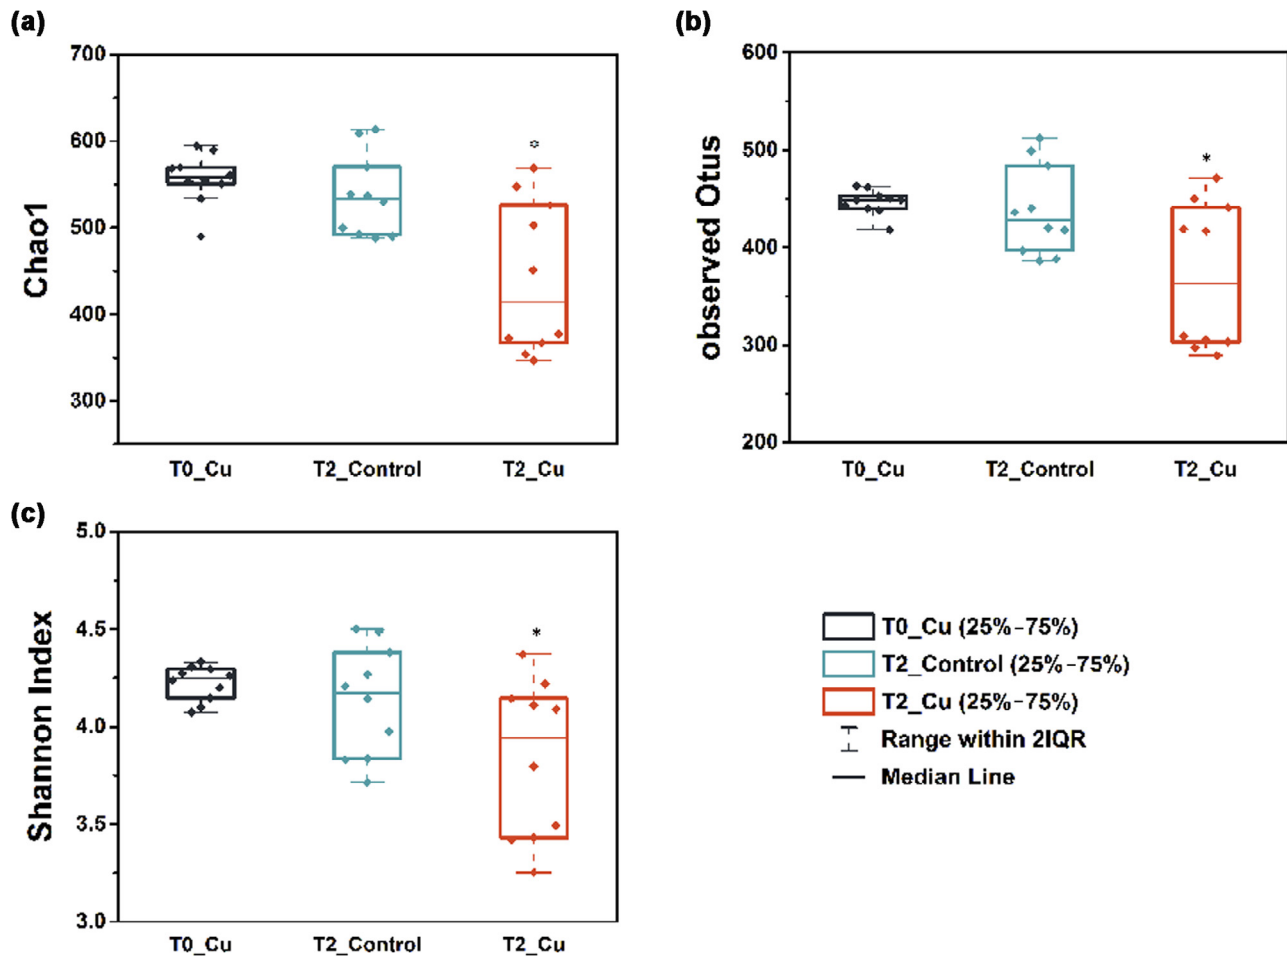 (a)
700
600
500
400
300
Chao1
T0_Cu T2_Control T2_Cu
(b)
600
500
400
300
200
observed Otus
*
T0_Cu T2_Control T2_Cu
(c)
5.0
4.5
4.0
3.5
3.0
Shannon Index
*
T0_Cu T2_Control T2_Cu
T0_Cu (25%-75%)
T2_Control (25%-75%)
T2_Cu (25%-75%)
Range within 2IQR
Median Line